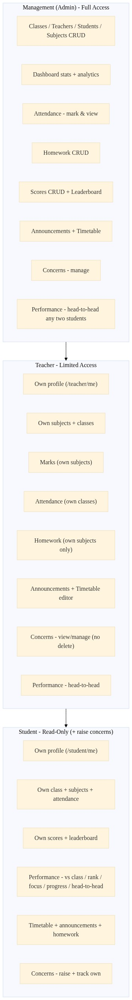 Management (Admin) - Full Access
Classes / Teachers / Students /
Subjects CRUD
Dashboard stats + analytics
Attendance - mark & view
Homework CRUD
Scores CRUD + Leaderboard
Announcements + Timetable
Concerns - manage
Performance - head-to-head
any two students
Teacher - Limited Access
Own profile (/teacher/me)
Own subjects + classes
Marks (own subjects)
Attendance (own classes)
Homework (own subjects
only)
Announcements + Timetable
editor
Concerns - view/manage (no
delete)
Performance - head-to-head
Student - Read-Only (+ raise concerns)
Own profile (/student/me)
Own class + subjects +
attendance
Own scores + leaderboard
Performance - vs class / rank /
focus / progress / head-to-head
Timetable + announcements +
homework
Concerns - raise + track own